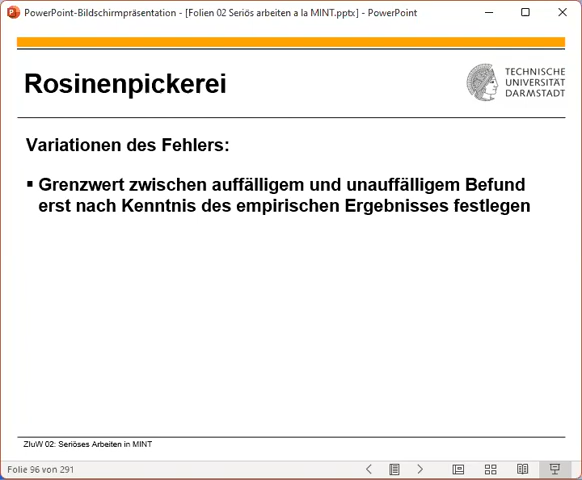 PowerPoint-Bildschirmpräsentation - [Folien 02 Seriös arbeiten a la MINT.pptx] - PowerPoint
Rosinenpickerei
TECHNISCHE
UNIVERSITÄT
DARMSTADT
Variationen des Fehlers:
▪ Grenzwert zwischen auffälligem und unauffälligem Befund
erst nach Kenntnis des empirischen Ergebnisses festlegen
ZIuW 02: Seriöses Arbeiten in MINT
Folie 96 von 291